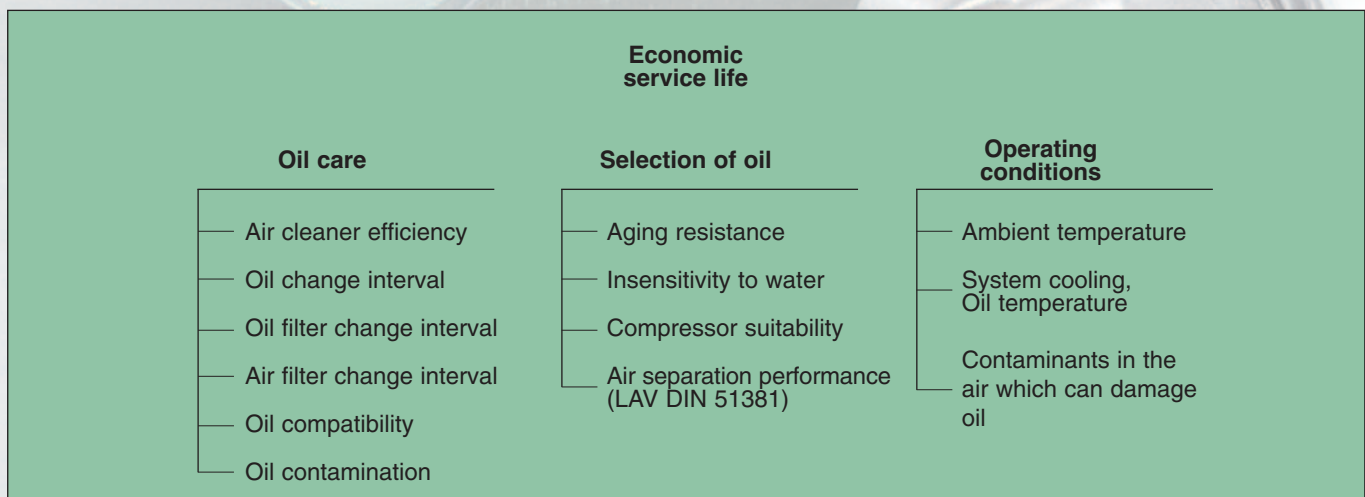 Economic
service life
Oil care
Air cleaner efficiency
Oil change interval
Oil filter change interval
Air filter change interval
Oil compatibility
Oil contamination
Selection of oil
Aging resistance
Insensitivity to water
Compressor suitability
Air separation performance
(LAV DIN 51381)
Operating
conditions
Ambient temperature
System cooling,
Oil temperature
Contaminants in the
air which can damage
oil